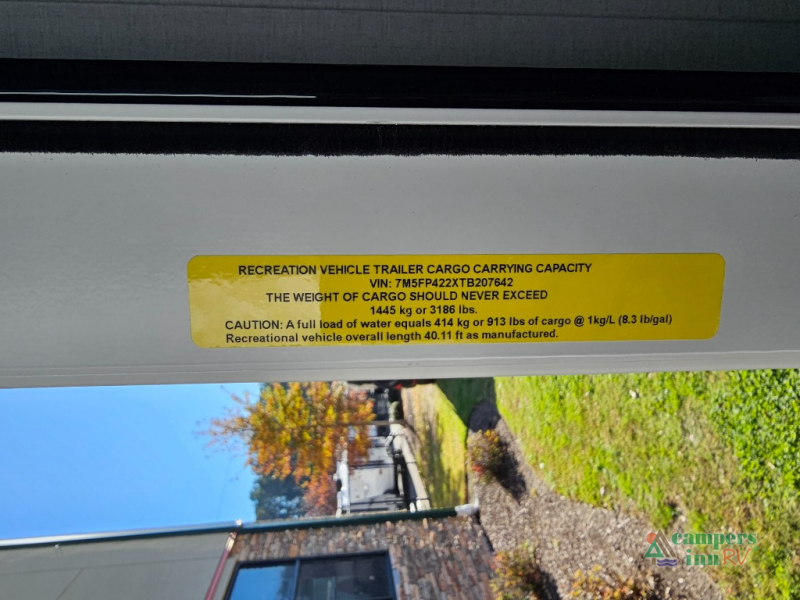 RECREATION VEHICLE TRAILER CARGO CARRYING CAPACITY
VIN: 7M5FP422XTB207642
THE WEIGHT OF CARGO SHOULD NEVER EXCEED
1445 kg or 3186 lbs.
CAUTION: A full load of water equals 414 kg or 913 lbs of cargo @ 1kg/L (8.3 lb/gal)
Recreational vehicle overall length 40.11 ft as manufactured.
campers
inn RV